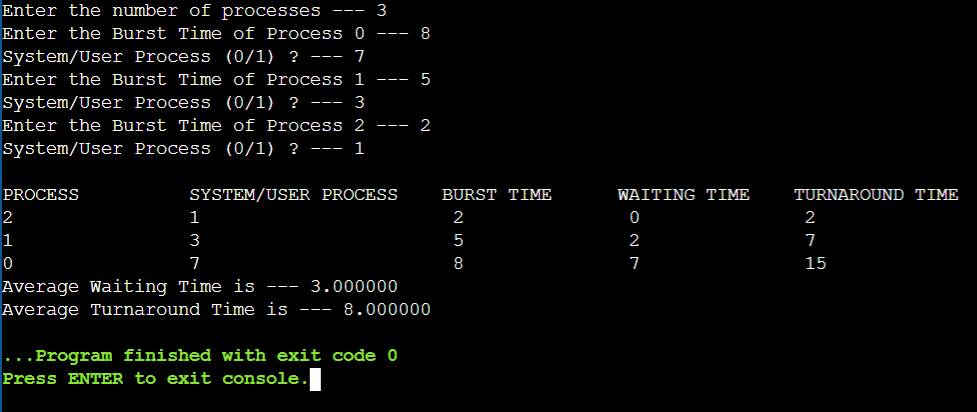 Enter the number of processes --- 3
Enter the Burst Time of Process 0 --- 8
System/User Process (0/1) ? --- 7
Enter the Burst Time of Process 1 --- 5
System/User Process (0/1) ? --- 3
Enter the Burst Time of Process 2 --- 2
System/User Process (0/1) ? --- 1
PROCESS SYSTEM/USER PROCESS BURST TIME WAITING TIME TURNAROUND TIME
2 1 2 0 2
1 3 5 2 7
0 7 8 7 15
Average Waiting Time is --- 3.000000
Average Turnaround Time is --- 8.000000
...Program finished with exit code 0
Press ENTER to exit console.